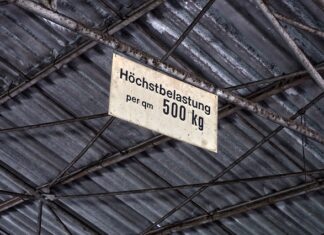 Höchstbelastung
per qm 500 kg